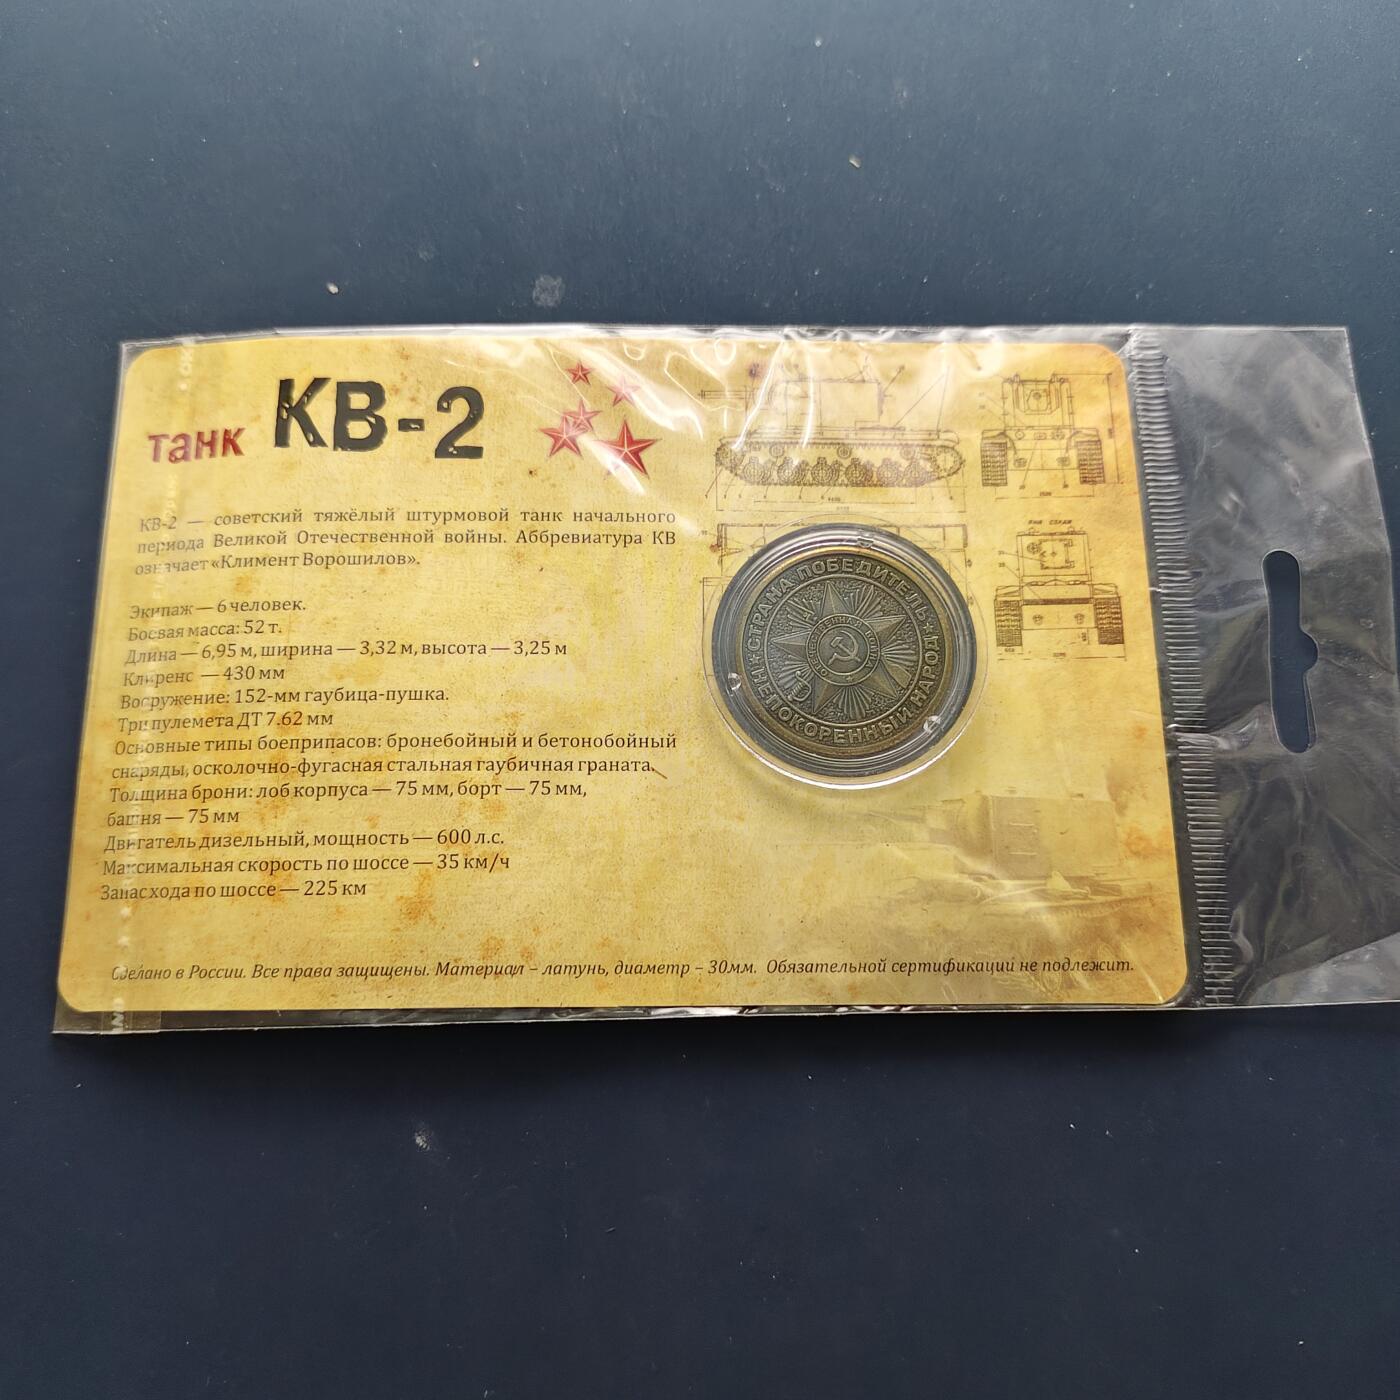 танк КВ-2
КВ-2 — советский тяжёлый штурмовой танк начального
периода Великой Отечественной войны. Аббревиатура КВ
означает «Климент Ворошилов».
Экипаж — 6 человек.
Боевая масса: 52 т.
Длина — 6,95 м, ширина — 3,32 м, высота — 3,25 м
Клиренс — 430 мм
Вооружение: 152-мм гаубица-пушка.
Три пулемета ДТ 7.62 мм
Основные типы боеприпасов: бронебойный и бетонобойный
снаряды, осколочно-фугасная стальная гаубичная граната.
Толщина брони: лоб корпуса — 75 мм, борт — 75 мм,
башня — 75 мм
Двигатель дизельный, мощность — 600 л.с.
Максимальная скорость по шоссе — 35 км/ч
Запас хода по шоссе — 225 км
СТРАНА ПОБЕДИТЕЛЬ
НЕПОКОРЕННЫЙ НАРОД
ОТЕЧЕСТВЕННАЯ ВОЙНА
Сделано в России. Все права защищены. Материал – латунь, диаметр – 30мм. Обязательной сертификации не подлежит.